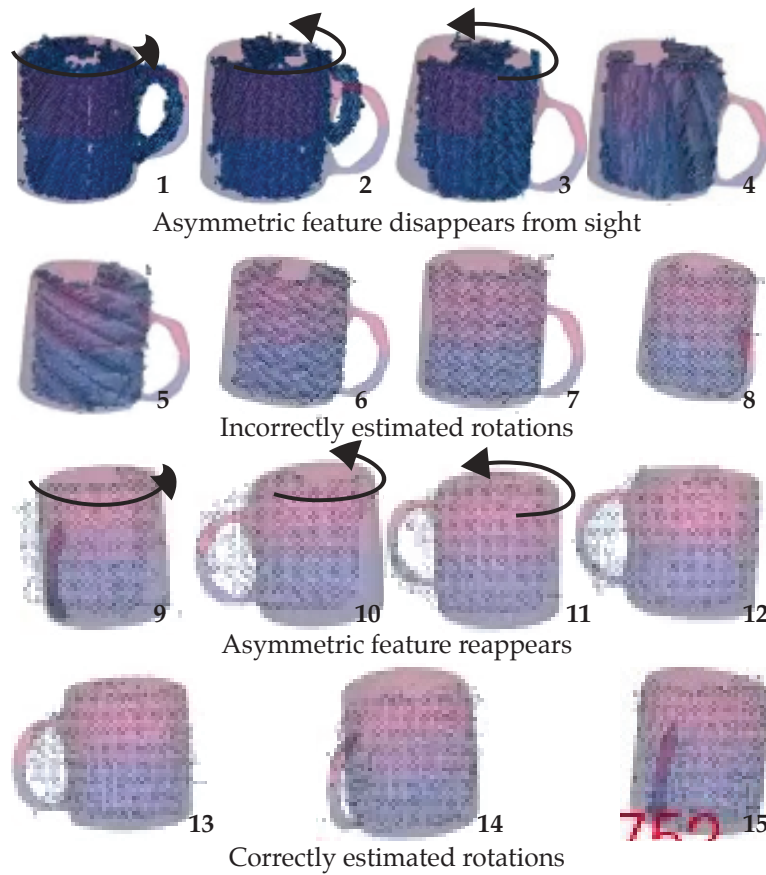 1 2 3 4
Asymmetric feature disappears from sight
5 6 7 8
Incorrectly estimated rotations
9 10 11 12
Asymmetric feature reappears
13 14 15
752
Correctly estimated rotations